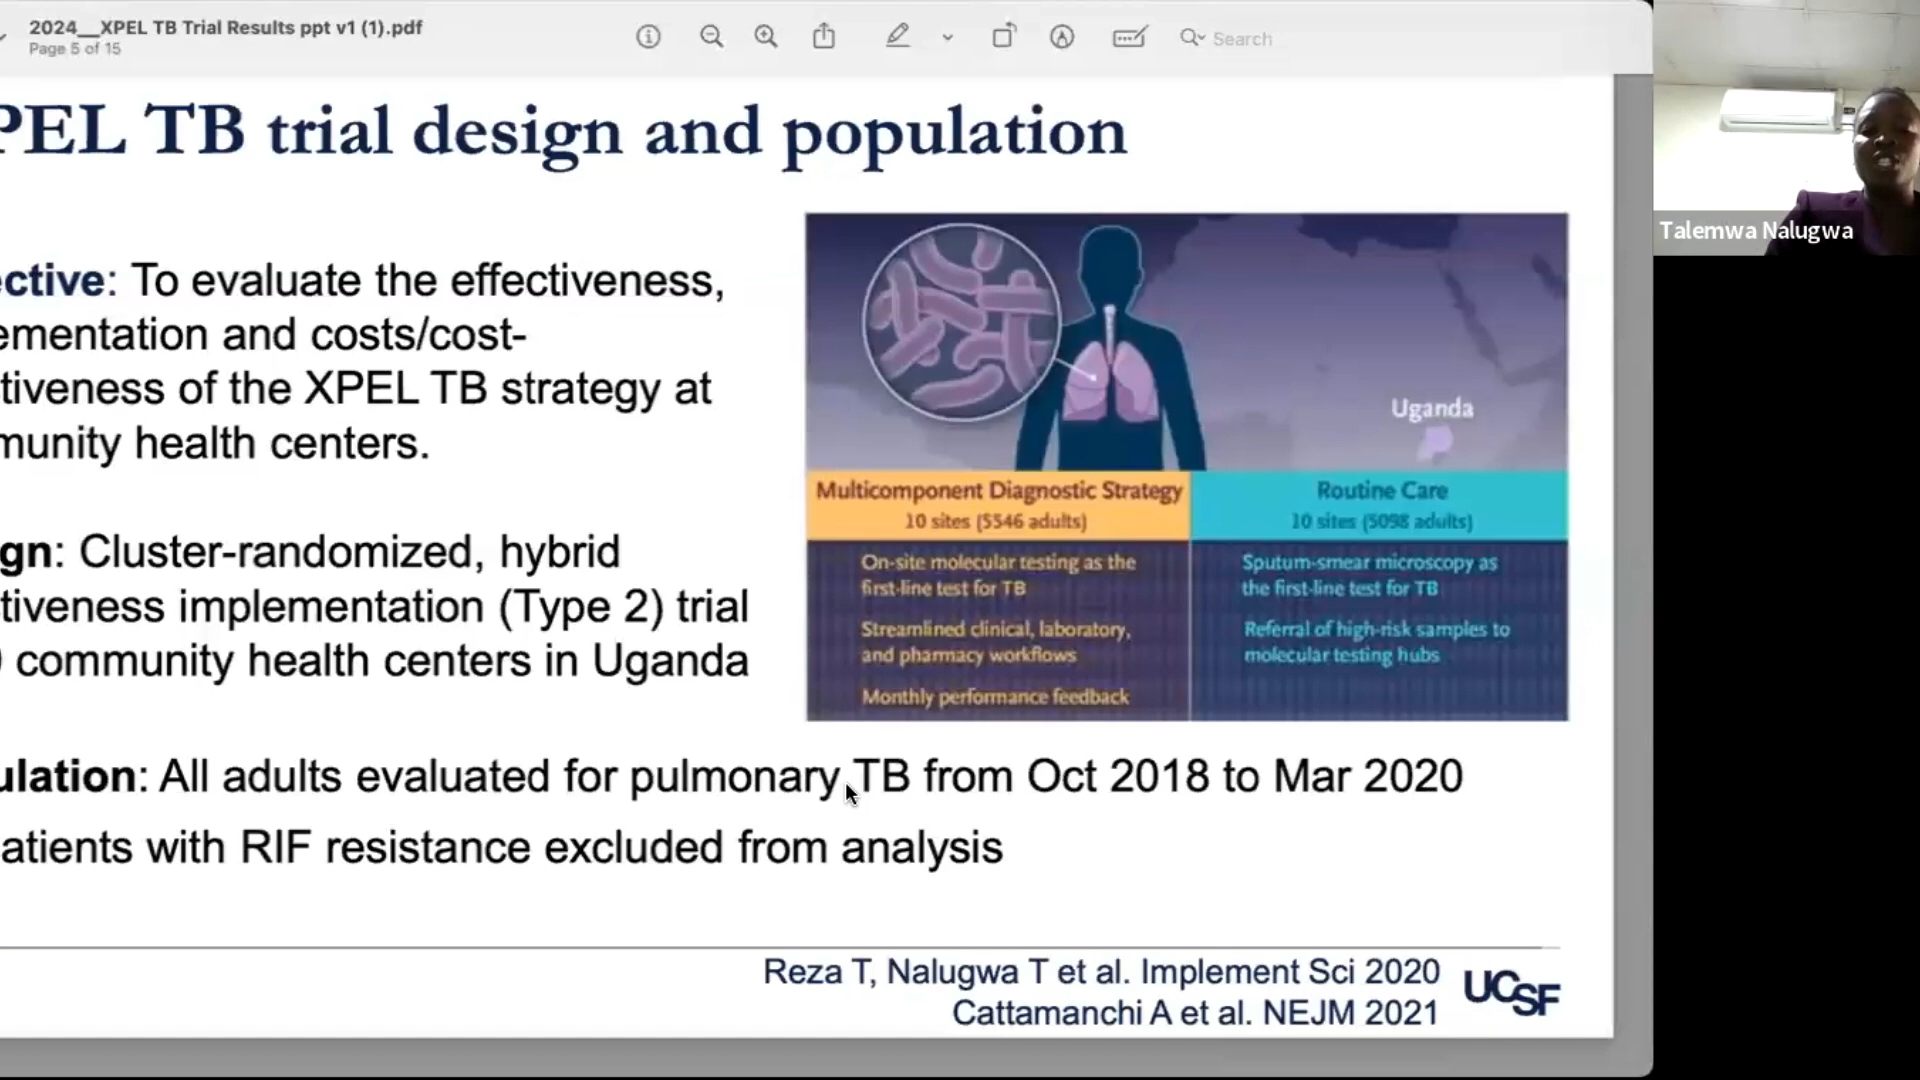 2024__XPEL TB Trial Results ppt v1 (1).pdf
Page 5 of 15
Search
PEL TB trial design and population
ective: To evaluate the effectiveness,
ementation and costs/cost-
tiveness of the XPEL TB strategy at
munity health centers.
gn: Cluster-randomized, hybrid
tiveness implementation (Type 2) trial
community health centers in Uganda
ulation: All adults evaluated for pulmonary TB from Oct 2018 to Mar 2020
atients with RIF resistance excluded from analysis
Uganda
Multicomponent Diagnostic Strategy
10 sites (5546 adults)
On-site molecular testing as the
first-line test for TB
Streamlined clinical, laboratory,
and pharmacy workflows
Monthly performance feedback
Routine Care
10 sites (5098 adults)
Sputum-smear microscopy as
the first-line test for TB
Referral of high-risk samples to
molecular testing hubs
Reza T, Nalugwa T et al. Implement Sci 2020
Cattamanchi A et al. NEJM 2021
UCSF
Talemwa Nalugwa